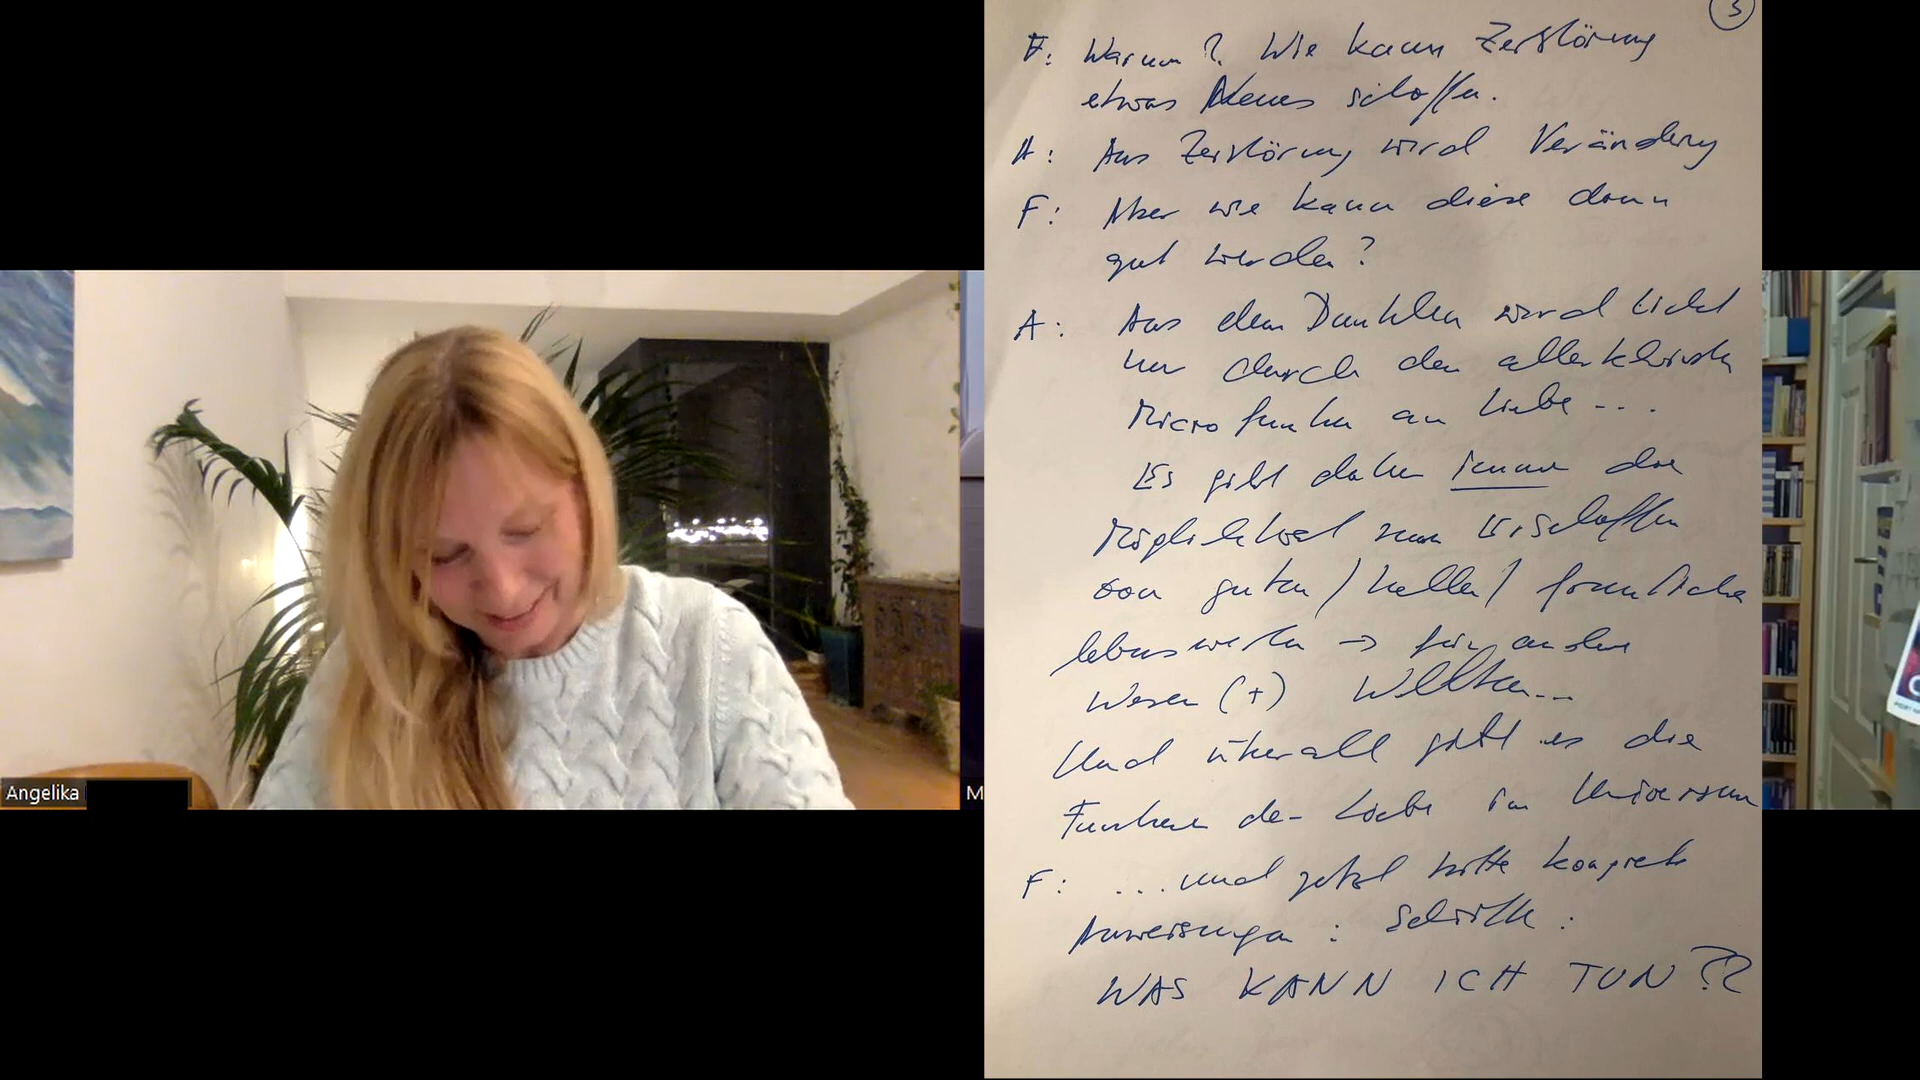 Angelika
M
3
F: Warum? Wie kann Zerstörung
etwas Neues schaffen.
A: Aus Zerstörung wird Veränderung
F: Aber wie kann diese dann
gut werden?
A: Aus dem Dunklen wird Licht
nur durch den allerkleinsten
Microfunken an Liebe ---.
Es gibt daher immer die
Möglichkeit zum Erschaffen
von guten / hellen /
lebenswerten → für andere
Wesen (+) Welten---
Und überall gibt es die
Funken der Liebe im Universum
F: ... und jetzt bitte konkrete
Anweisungen: Schritte:
WAS KANN ICH TUN??